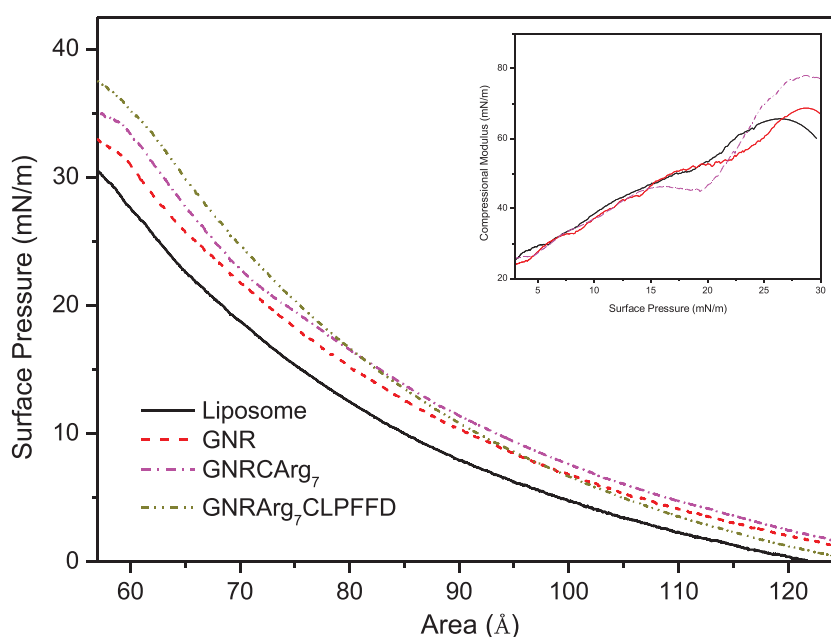 40
30
20
10
0
Surface Pressure (mN/m)
60 70 80 90 100 110 120
Area (Å)
Liposome
GNR
GNRCArg₇
GNRArg₇CLPFFD
80
60
40
20
Compressional Modulus (mN/m)
5 10 15 20 25 30
Surface Pressure (mN/m)